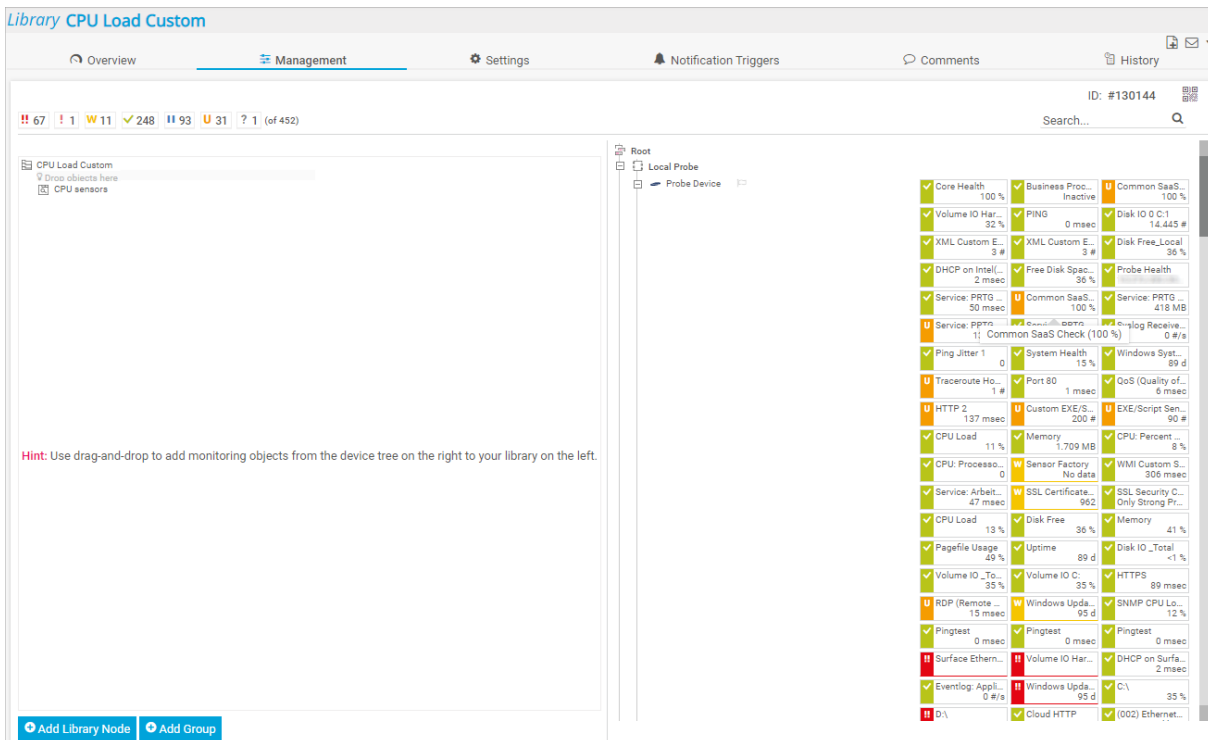 Library CPU Load Custom
Overview
Management
Settings
Notification Triggers
Comments
History
ID: #130144
!! 67 ! 1 W 11 248 II 93 U 31 ? 1 (of 452)
Search...
CPU Load Custom
Drop objects here
CPU sensors
Hint: Use drag-and-drop to add monitoring objects from the device tree on the right to your library on the left.
Add Library Node
Add Group
Root
Local Probe
Probe Device
Core Health 100 %
Business Proc... Inactive
U Common SaaS... 100 %
Volume IO Har... 32 %
PING 0 msec
Disk IO 0 C:1 14.445 #
XML Custom E... 3 #
XML Custom E... 3 #
Disk Free_Local 36 %
DHCP on Intel(... 2 msec
Free Disk Spac... 36 %
Probe Health
Service: PRTG ... 50 msec
U Common SaaS... 100 %
Service: PRTG ... 418 MB
U Service: PRTG
Service: PRTG
Syslog Receive... 0 #/s
Common SaaS Check (100 %)
Ping Jitter 1 0
System Health 15 %
Windows Syst... 89 d
U Traceroute Ho... 1 #
Port 80 1 msec
QoS (Quality of... 6 msec
U HTTP 2 137 msec
U Custom EXE/S... 200 #
U EXE/Script Sen... 90 #
CPU Load 11 %
Memory 1.709 MB
CPU: Percent ... 8 %
CPU: Processo... 0
W Sensor Factory No data
WMI Custom S... 306 msec
Service: Arbeit... 47 msec
W SSL Certificate... 962
SSL Security C... Only Strong Pr...
CPU Load 13 %
Disk Free 36 %
Memory 41 %
Pagefile Usage 49 %
Uptime 89 d
Disk IO _Total <1 %
Volume IO _To... 35 %
Volume IO C: 35 %
HTTPS 89 msec
U RDP (Remote ... 15 msec
W Windows Upda... 95 d
SNMP CPU Lo... 12 %
Pingtest 0 msec
Pingtest 0 msec
Pingtest 0 msec
!! Surface Ethern...
!! Volume IO Har...
DHCP on Surfa... 2 msec
Eventlog: Appli... 0 #/s
!! Windows Upda... 95 d
C:\ 35 %
!! D:\
Cloud HTTP
(002) Ethernet...